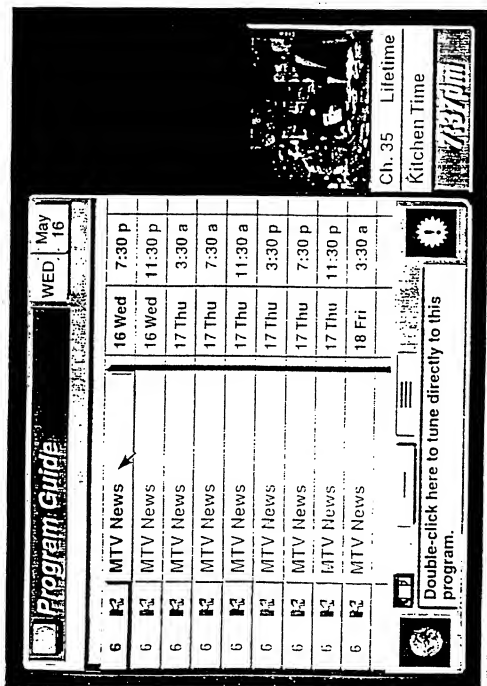 Program Guide
WED May 16
6 MTV News 16 Wed 7:30 p
6 MTV News 16 Wed 11:30 p
6 MTV News 17 Thu 3:30 a
6 MTV News 17 Thu 7:30 a
6 MTV News 17 Thu 11:30 a
6 MTV News 17 Thu 3:30 p
6 MTV News 17 Thu 7:30 p
6 MTV News 17 Thu 11:30 p
6 MTV News 18 Fri 3:30 a
Double-click here to tune directly to this
program.
Ch. 35 Lifetime
Kitchen Time
7:37pm